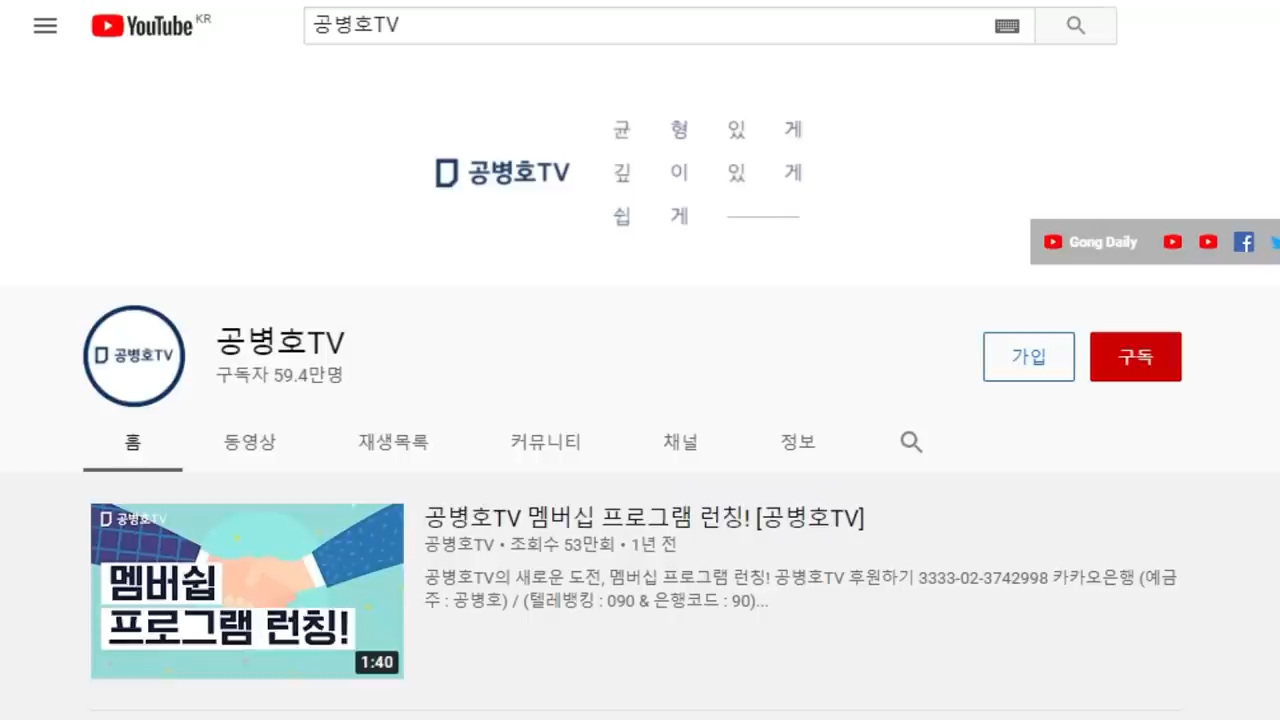 YouTube KR
공병호TV
균형있게
공병호TV
깊이있게
쉽게
Gong Daily
공병호TV
공병호TV
구독자 59.4만명
가입
구독
홈
동영상
재생목록
커뮤니티
채널
정보
공병호TV
멤버쉽
프로그램 런칭!
1:40
공병호TV 멤버십 프로그램 런칭! [공병호TV]
공병호TV • 조회수 53만회 • 1년 전
공병호TV의 새로운 도전, 멤버십 프로그램 런칭! 공병호TV 후원하기 3333-02-3742998 카카오은행 (예금
주 : 공병호) / (텔레뱅킹 : 090 & 은행코드 : 90)...